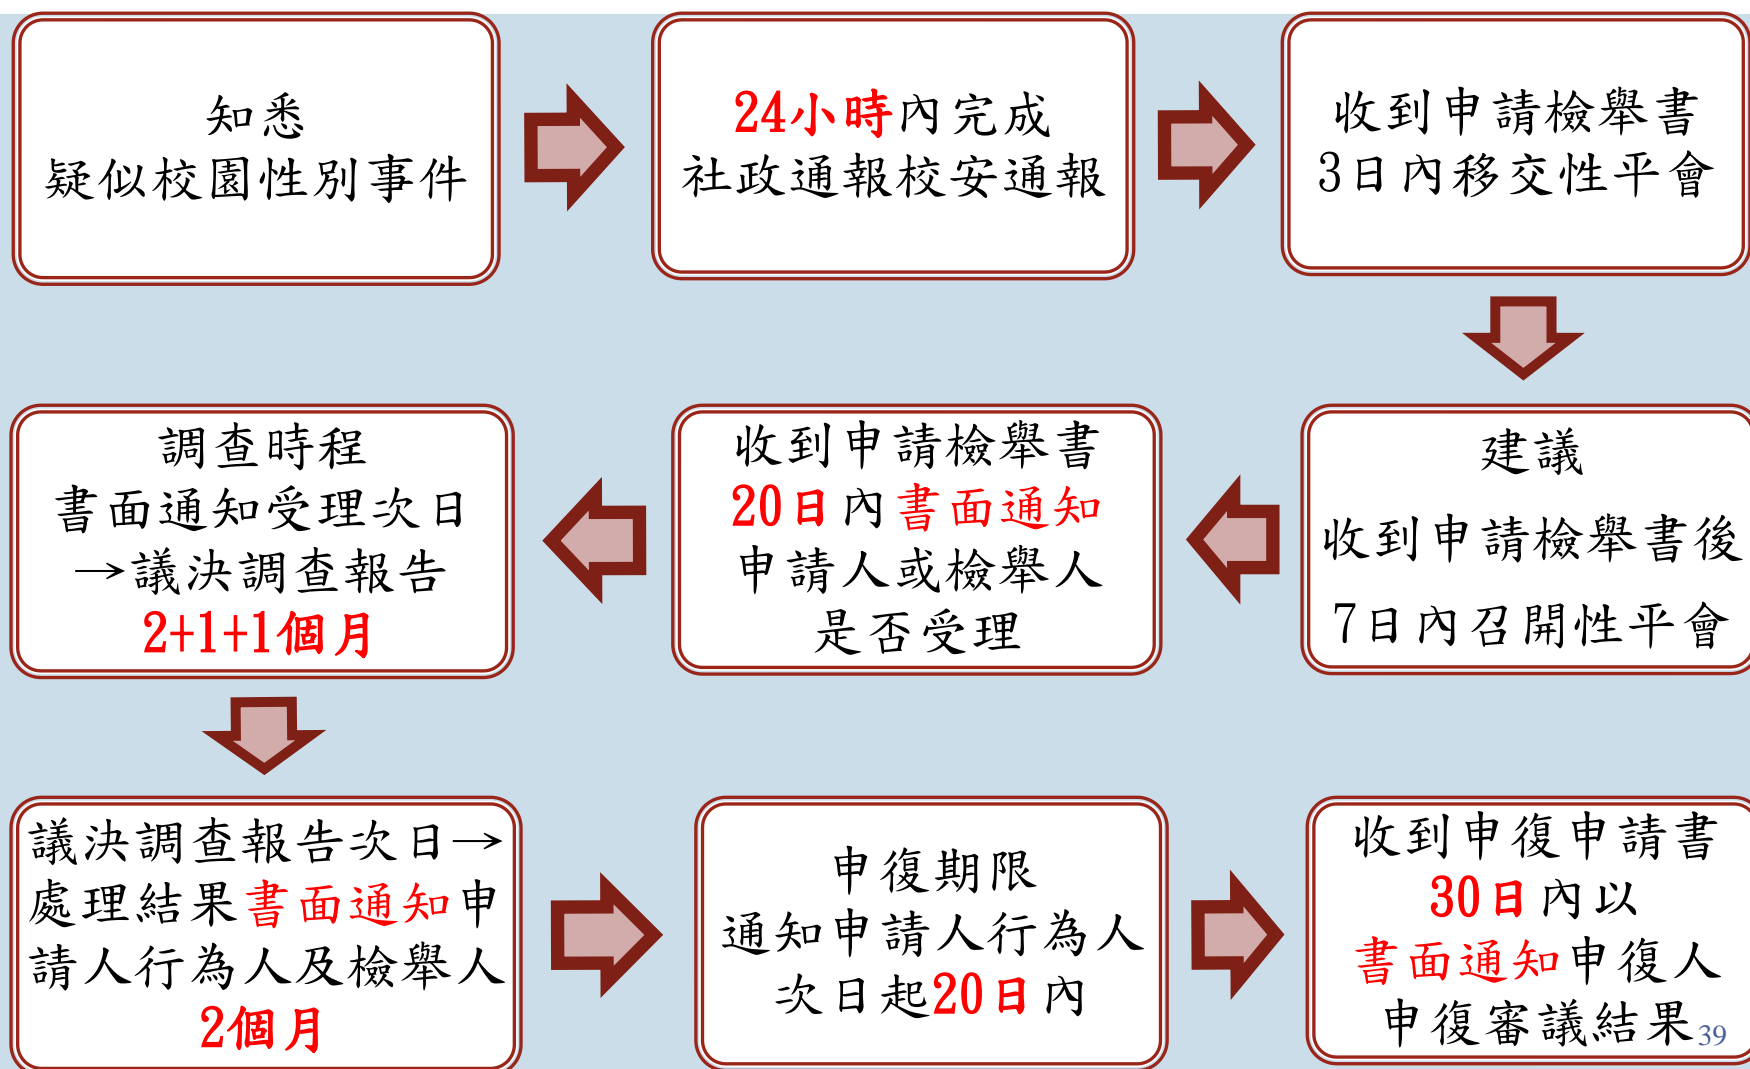 知悉
疑似校園性別事件
24小時內完成
社政通報校安通報
收到申請檢舉書
3日內移交性平會
建議
收到申請檢舉書後
7日內召開性平會
收到申請檢舉書
20日內書面通知
申請人或檢舉人
是否受理
調查時程
書面通知受理次日
→議決調查報告
2+1+1個月
議決調查報告次日→
處理結果書面通知申
請人行為人及檢舉人
2個月
申復期限
通知申請人行為人
次日起20日內
收到申復申請書
30日內以
書面通知申復人
申復審議結果
39